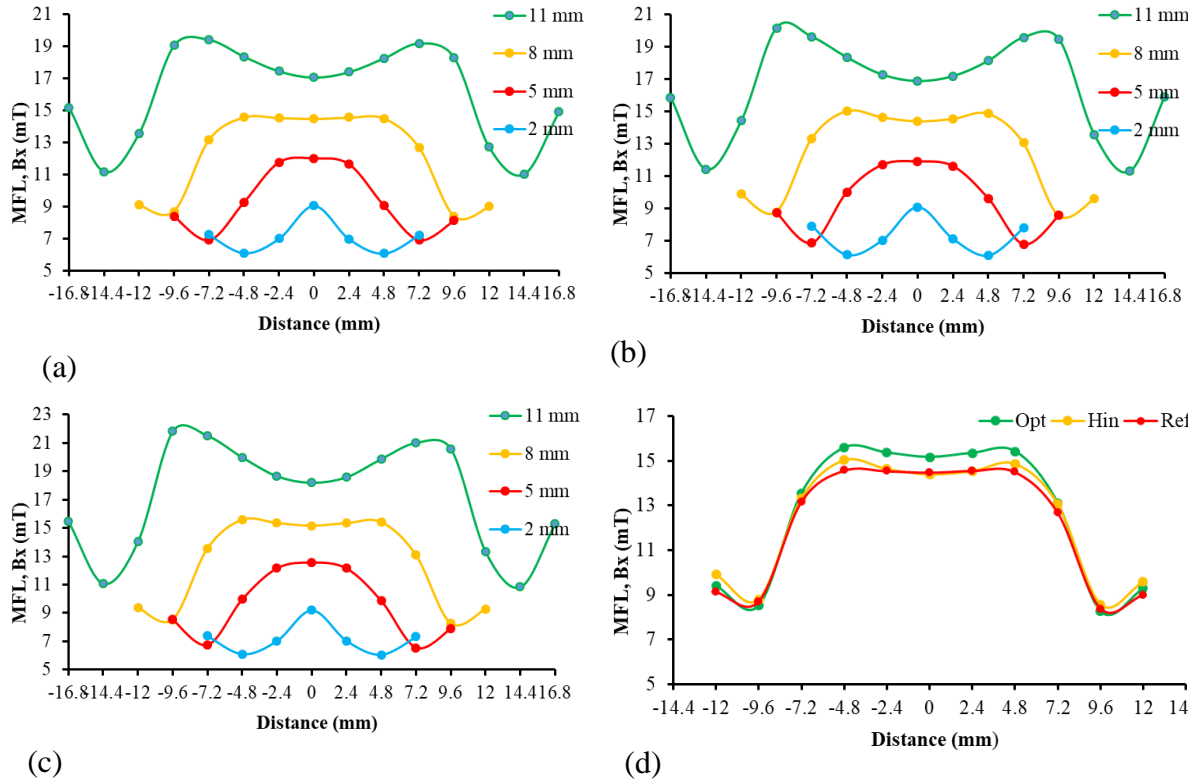 21
19
17
15
13
11
9
7
5
MFL, Bx (mT)
11 mm
8 mm
5 mm
2 mm
-16.8 -14.4 -12 -9.6 -7.2 -4.8 -2.4 0 2.4 4.8 7.2 9.6 12 14.4 16.8
Distance (mm)
(a)
21
19
17
15
13
11
9
7
5
MFL, Bx (mT)
11 mm
8 mm
5 mm
2 mm
-16.8 -14.4 -12 -9.6 -7.2 -4.8 -2.4 0 2.4 4.8 7.2 9.6 12 14.4 16.8
Distance (mm)
(b)
23
21
19
17
15
13
11
9
7
5
MFL, Bx (mT)
11 mm
8 mm
5 mm
2 mm
-16.8 -14.4 -12 -9.6 -7.2 -4.8 -2.4 0 2.4 4.8 7.2 9.6 12 14.4 16.8
Distance (mm)
(c)
17
15
13
11
9
7
5
MFL, Bx (mT)
Opt Hin Ref
-14.4 -12 -9.6 -7.2 -4.8 -2.4 0 2.4 4.8 7.2 9.6 12 14
Distance (mm)
(d)